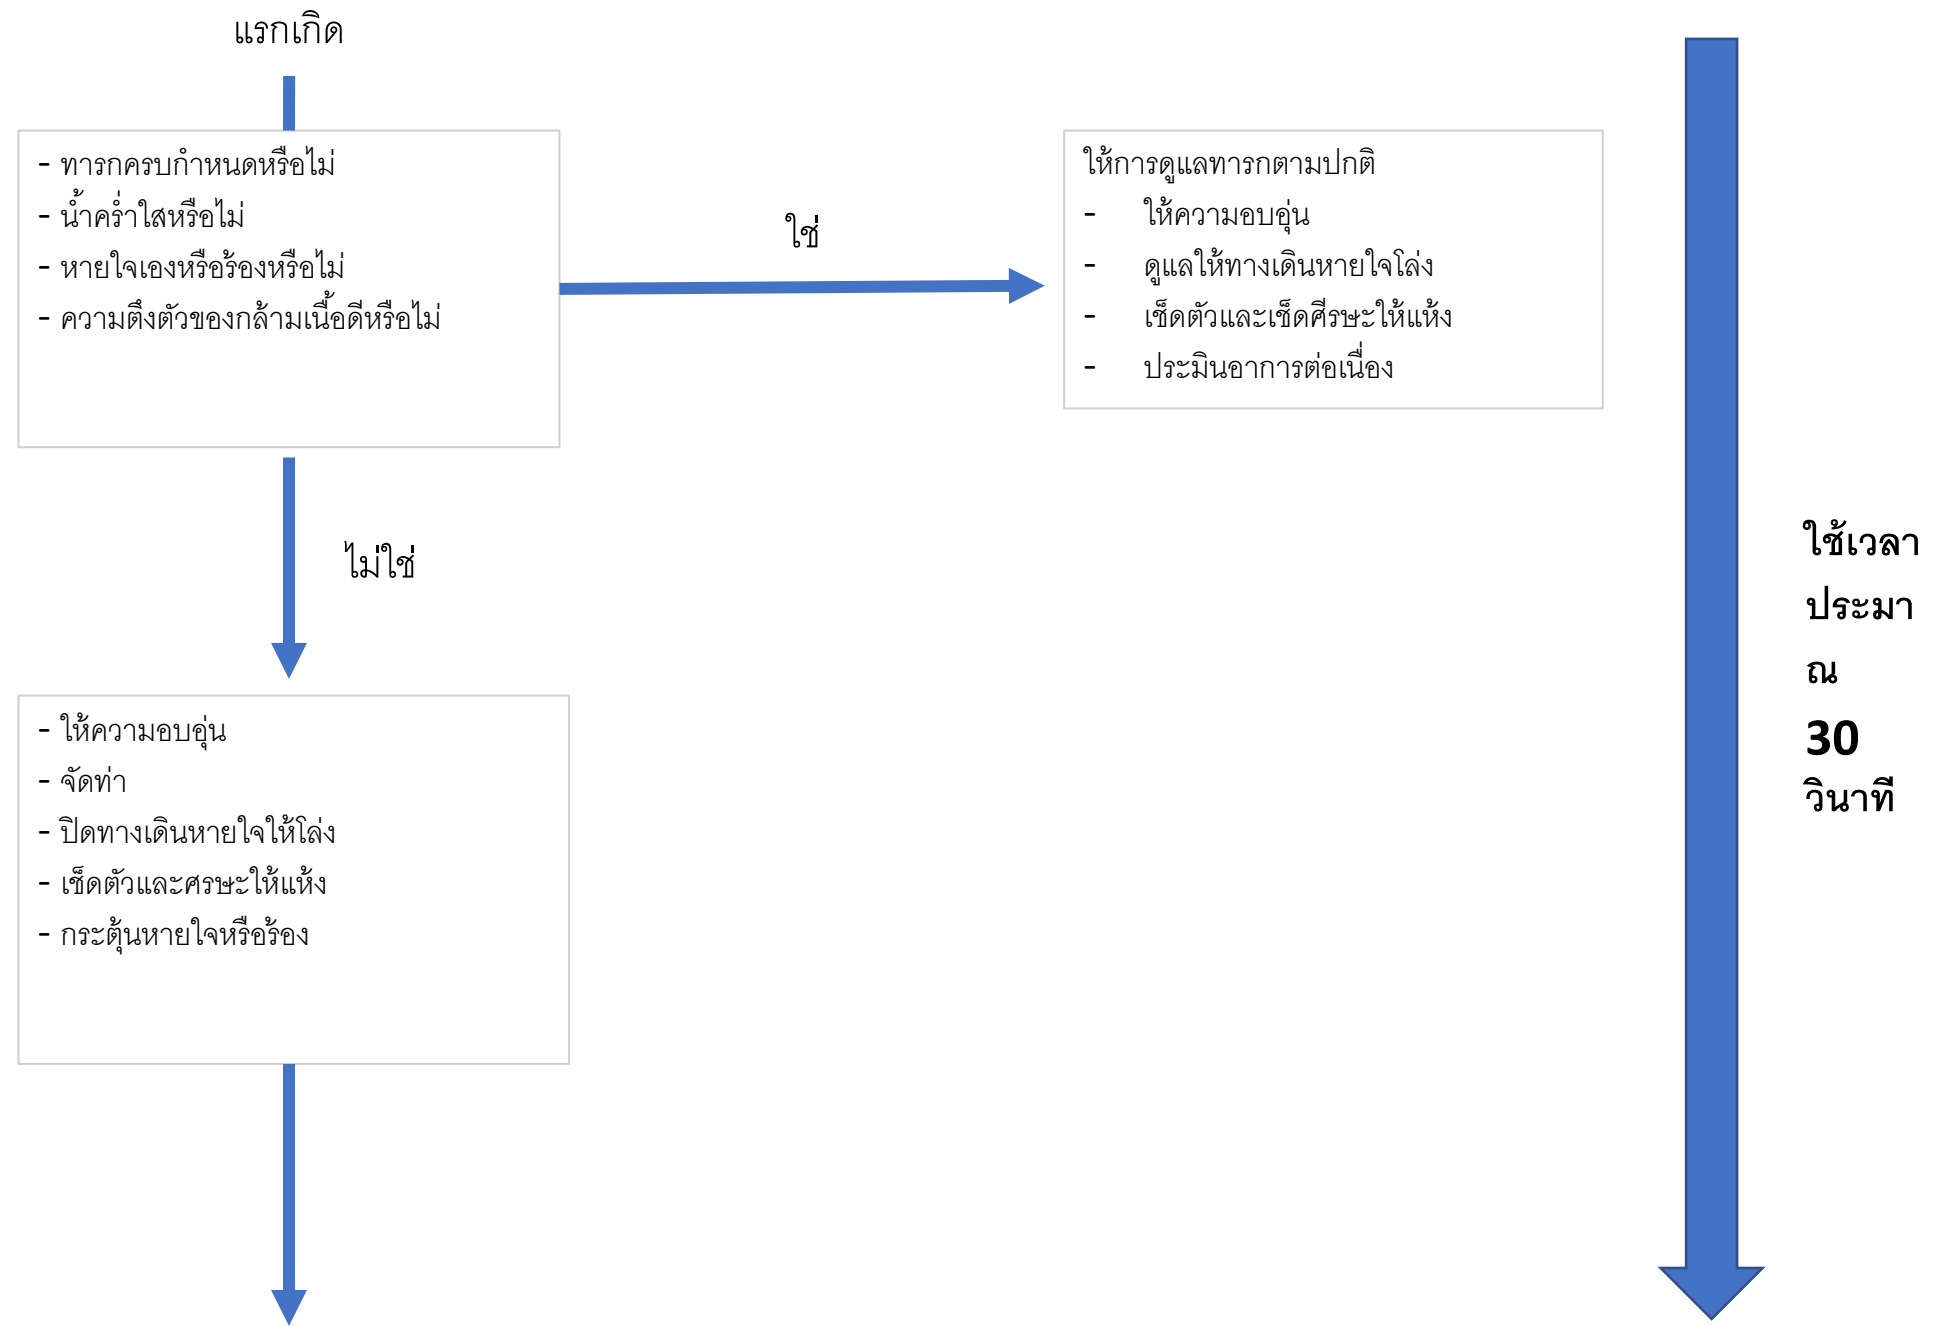 แรกเกิด
- ทารกครบกำหนดหรือไม่
- น้ำคร่ำใสหรือไม่
- หายใจเองหรือร้องหรือไม่
- ความตึงตัวของกล้ามเนื้อดีหรือไม่
ใช่
ให้การดูแลทารกตามปกติ
- ให้ความอบอุ่น
- ดูแลให้ทางเดินหายใจโล่ง
- เช็ดตัวและเช็ดศีรษะให้แห้ง
- ประมินอาการต่อเนื่อง
ไม่ใช่
- ให้ความอบอุ่น
- จัดท่า
- ปิดทางเดินหายใจให้โล่ง
- เช็ดตัวและศรษะให้แห้ง
- กระตุ้นหายใจหรือร้อง
ใช้เวลา
ประมา
ณ
30
วินาที